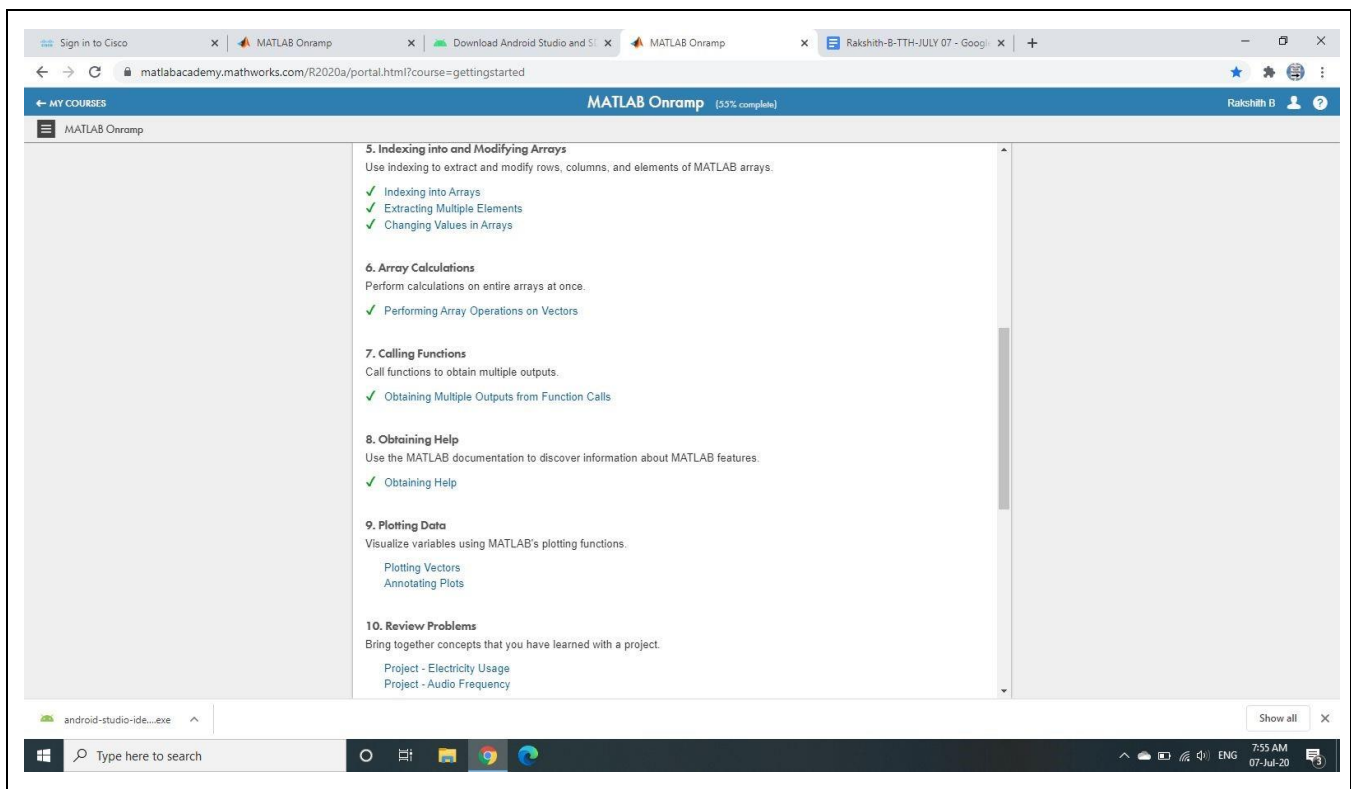 Sign in to Cisco
MATLAB Onramp
Download Android Studio and S
MATLAB Onramp
Rakshith-B-TTH-JULY 07 - Googl
matlabacademy.mathworks.com/R2020a/portal.html?course=gettingstarted
← MY COURSES
MATLAB Onramp (55% complete)
Rakshith B
MATLAB Onramp
5. Indexing into and Modifying Arrays
Use indexing to extract and modify rows, columns, and elements of MATLAB arrays.
✓ Indexing into Arrays
✓ Extracting Multiple Elements
✓ Changing Values in Arrays
6. Array Calculations
Perform calculations on entire arrays at once.
✓ Performing Array Operations on Vectors
7. Calling Functions
Call functions to obtain multiple outputs.
✓ Obtaining Multiple Outputs from Function Calls
8. Obtaining Help
Use the MATLAB documentation to discover information about MATLAB features.
✓ Obtaining Help
9. Plotting Data
Visualize variables using MATLAB's plotting functions.
Plotting Vectors
Annotating Plots
10. Review Problems
Bring together concepts that you have learned with a project.
Project - Electricity Usage
Project - Audio Frequency
android-studio-ide....exe
Show all
Type here to search
ENG
7:55 AM
07-Jul-20
3